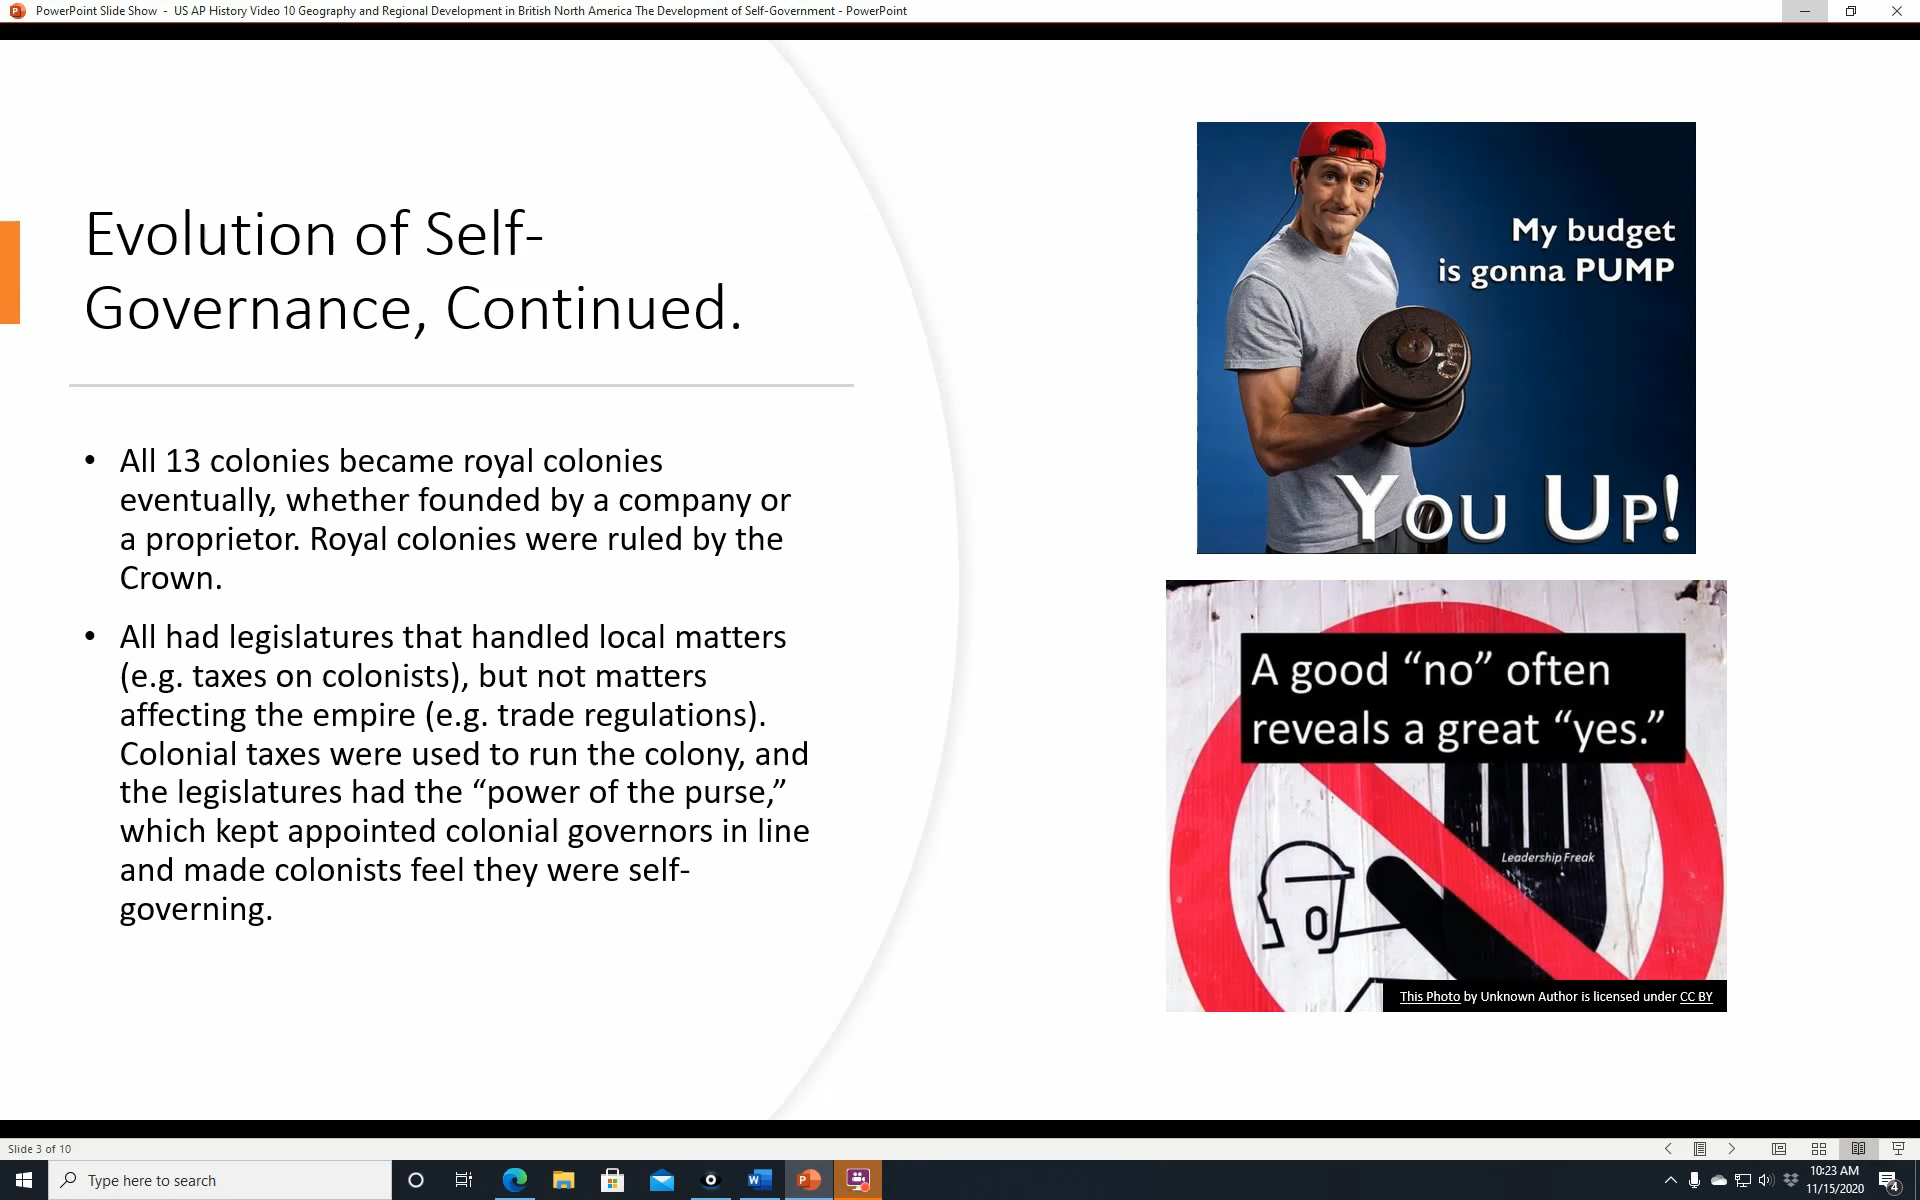 PowerPoint Slide Show - US AP History Video 10 Geography and Regional Development in British North America The Development of Self-Government - PowerPoint
Evolution of Self-
Governance, Continued.
• All 13 colonies became royal colonies
eventually, whether founded by a company or
a proprietor. Royal colonies were ruled by the
Crown.
• All had legislatures that handled local matters
(e.g. taxes on colonists), but not matters
affecting the empire (e.g. trade regulations).
Colonial taxes were used to run the colony, and
the legislatures had the “power of the purse,”
which kept appointed colonial governors in line
and made colonists feel they were self-
governing.
My budget
is gonna PUMP
YOU UP!
A good “no” often
reveals a great “yes.”
Leadership Freak
This Photo by Unknown Author is licensed under CC BY
Slide 3 of 10
Type here to search
10:23 AM
11/15/2020
4